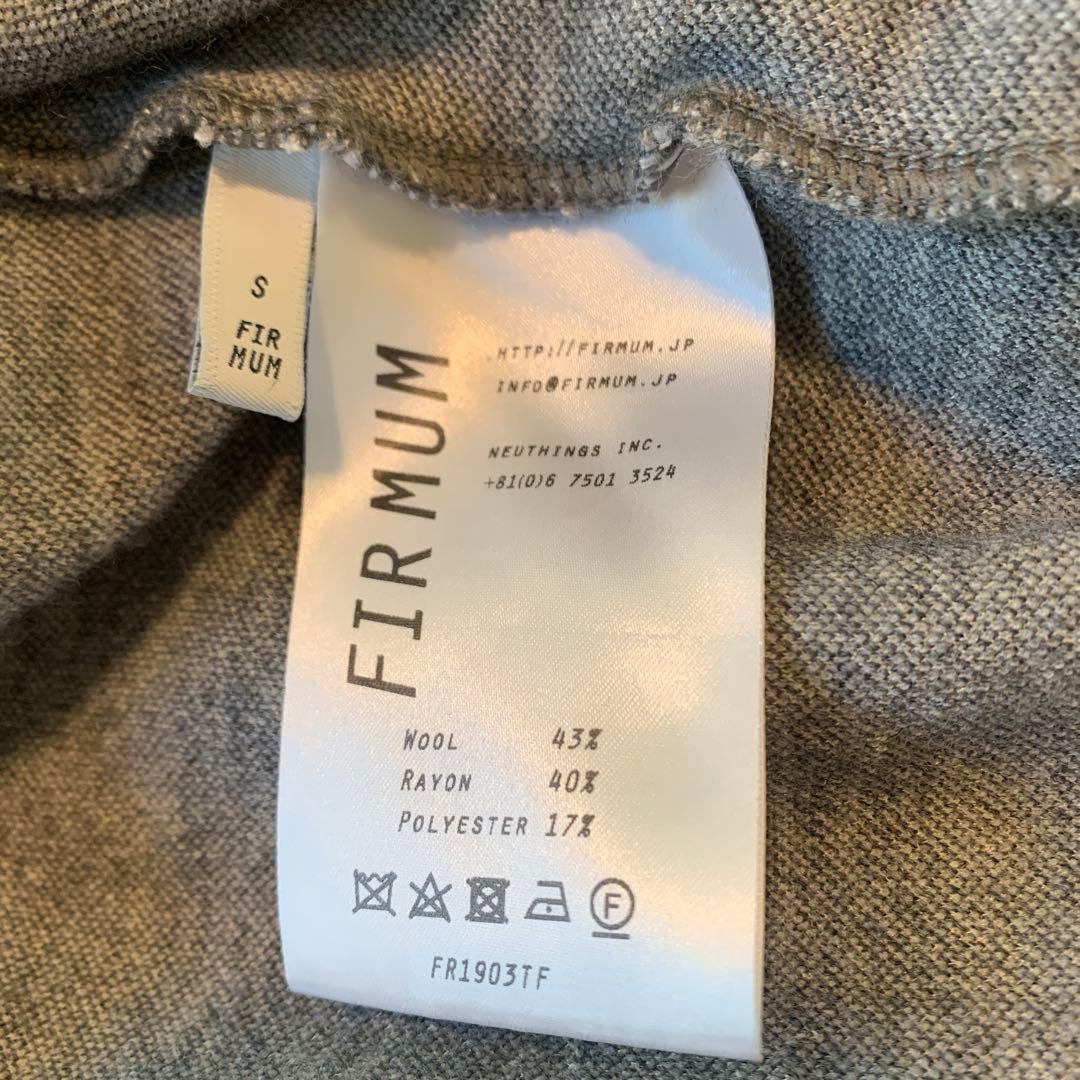 S
FIR
MUM
FIRMUM
HTTP://FIRMUM.JP
INFO@FIRMUM.JP
NEUTHINGS INC.
+81(0)6 7501 3524
WOOL 43%
RAYON 40%
POLYESTER 17%
F
FR1903TF